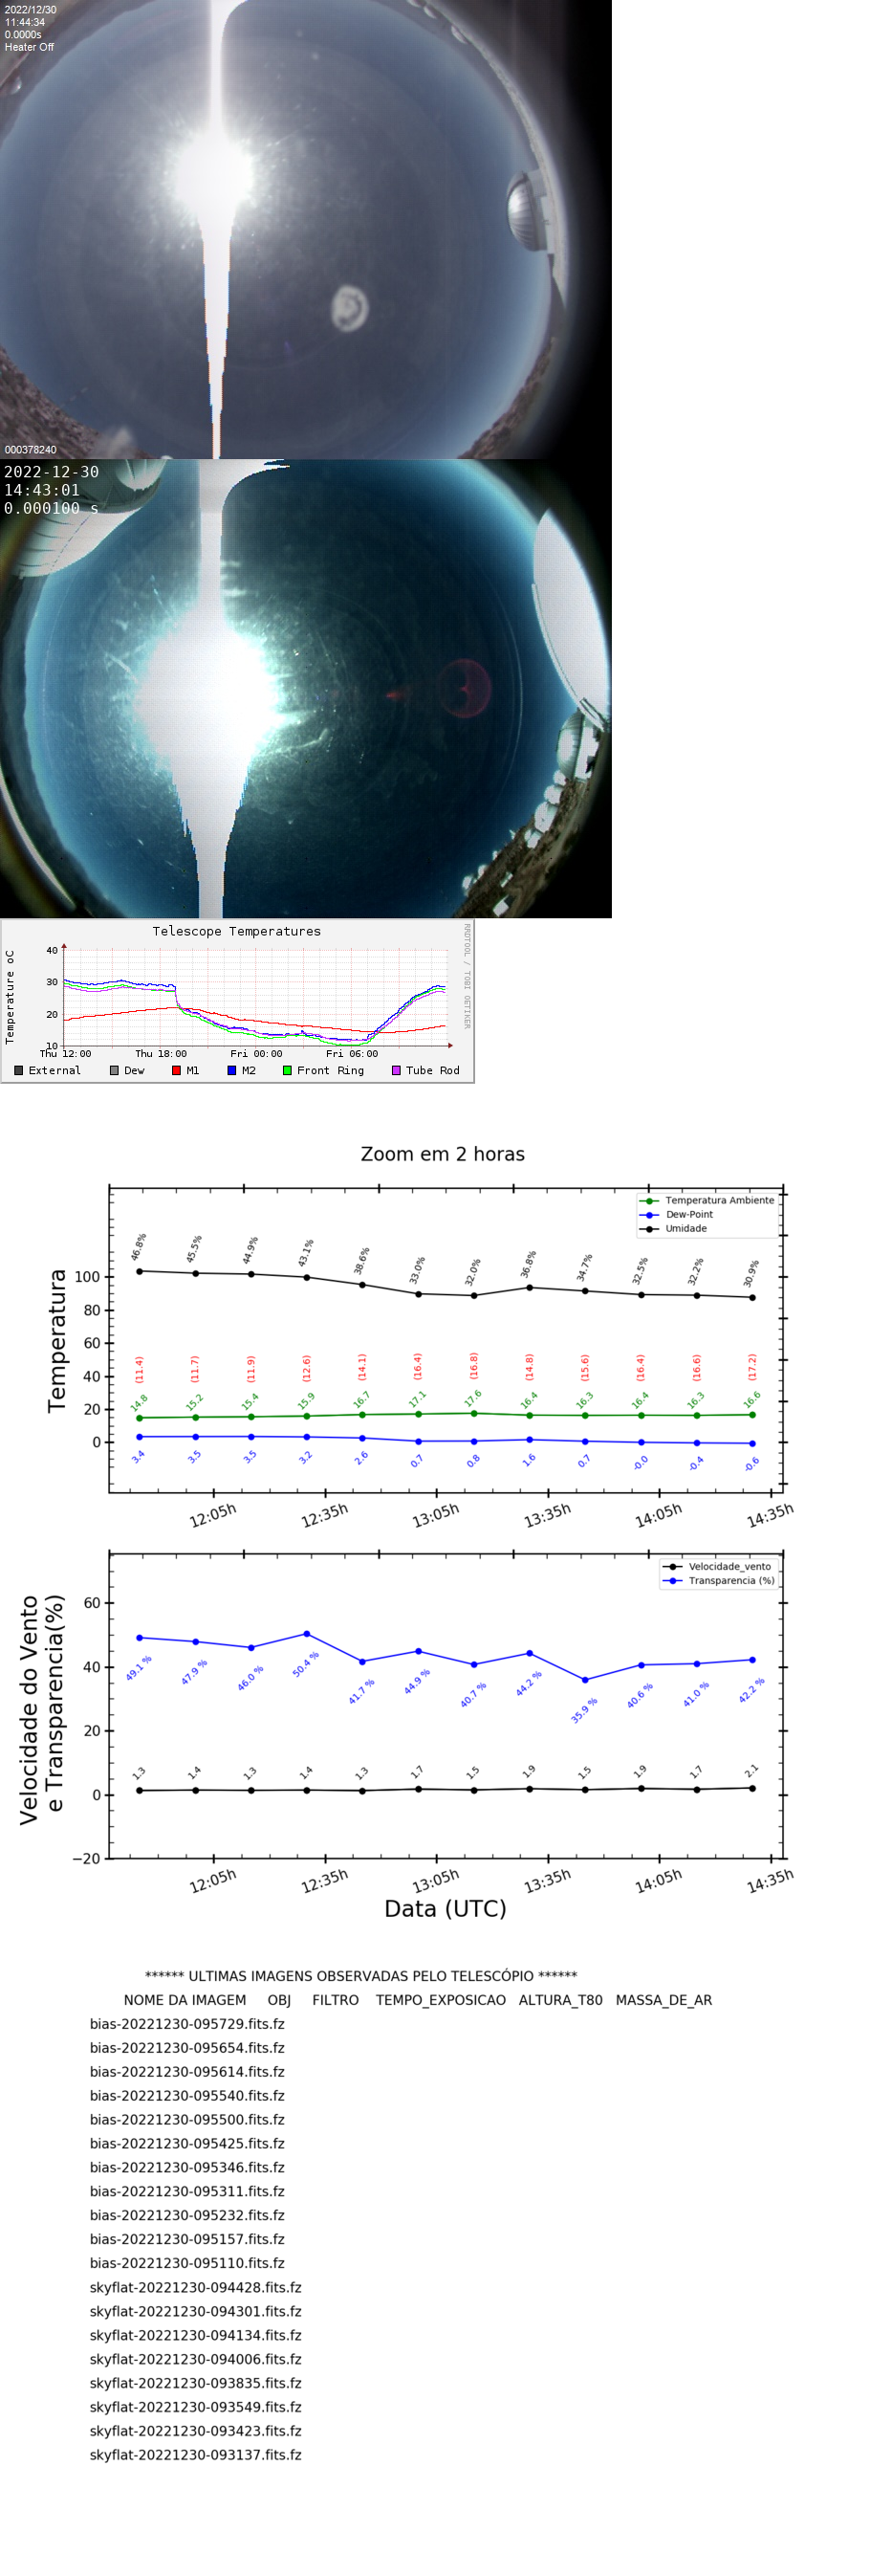 2022/12/30
11:44:34
0.0000s
Heater Off
000378240
2022-12-30
14:43:01
0.000100 s
Telescope Temperatures
RRDTOOL / TOBI OETIKER
Temperature oC
40
30
20
10
Thu 12:00 Thu 18:00 Fri 00:00 Fri 06:00
External Dew M1 M2 Front Ring Tube Rod
Zoom em 2 horas
Temperatura Ambiente
Dew-Point
Umidade
Temperatura
100
80
60
40
20
0
46.8% 45.5% 44.9% 43.1% 38.6% 33.0% 32.0% 36.8% 34.7% 32.5% 32.2% 30.9%
(11.4) (11.7) (11.9) (12.6) (14.1) (16.4) (16.8) (14.8) (15.6) (16.4) (16.6) (17.2)
14.8 15.2 15.4 15.9 16.7 17.1 17.6 16.4 16.3 16.4 16.3 16.6
3.4 3.5 3.5 3.2 2.6 0.7 0.8 1.6 0.7 -0.0 -0.4 -0.6
12:05h 12:35h 13:05h 13:35h 14:05h 14:35h
Velocidade_vento
Transparencia (%)
Velocidade do Vento
e Transparencia(%)
60
40
20
0
−20
49.1 % 47.9 % 46.0 % 50.4 % 41.7 % 44.9 % 40.7 % 44.2 % 35.9 % 40.6 % 41.0 % 42.2 %
1.3 1.4 1.3 1.4 1.3 1.7 1.5 1.9 1.5 1.9 1.7 2.1
12:05h 12:35h 13:05h 13:35h 14:05h 14:35h
Data (UTC)
****** ULTIMAS IMAGENS OBSERVADAS PELO TELESCÓPIO ******
NOME DA IMAGEM OBJ FILTRO TEMPO_EXPOSICAO ALTURA_T80 MASSA_DE_AR
bias-20221230-095729.fits.fz
bias-20221230-095654.fits.fz
bias-20221230-095614.fits.fz
bias-20221230-095540.fits.fz
bias-20221230-095500.fits.fz
bias-20221230-095425.fits.fz
bias-20221230-095346.fits.fz
bias-20221230-095311.fits.fz
bias-20221230-095232.fits.fz
bias-20221230-095157.fits.fz
bias-20221230-095110.fits.fz
skyflat-20221230-094428.fits.fz
skyflat-20221230-094301.fits.fz
skyflat-20221230-094134.fits.fz
skyflat-20221230-094006.fits.fz
skyflat-20221230-093835.fits.fz
skyflat-20221230-093549.fits.fz
skyflat-20221230-093423.fits.fz
skyflat-20221230-093137.fits.fz